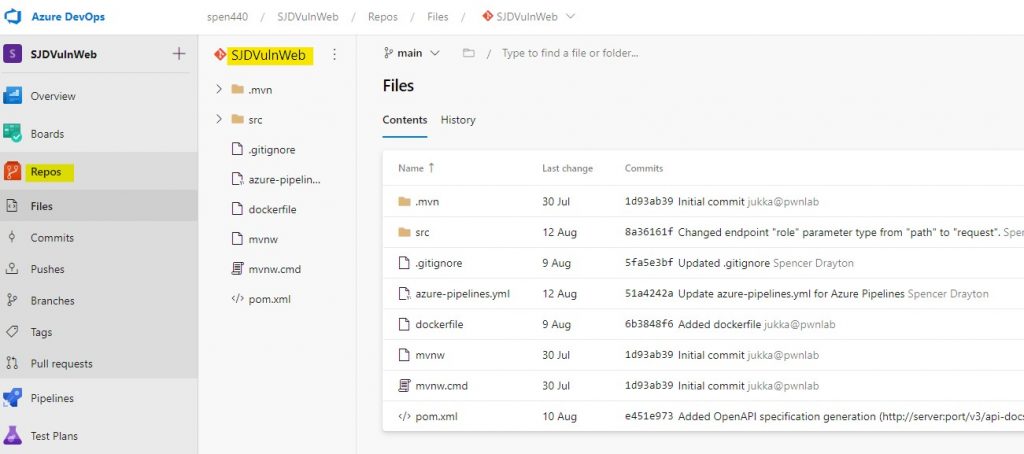 Azure DevOps
spen440 / SJDVulnWeb / Repos / Files / SJDVulnWeb
S SJDVulnWeb
Overview
Boards
Repos
Files
Commits
Pushes
Branches
Tags
Pull requests
Pipelines
Test Plans
SJDVulnWeb
.mvn
src
.gitignore
azure-pipelin...
dockerfile
mvnw
mvnw.cmd
pom.xml
main / Type to find a file or folder...
Files
Contents History
Name ↑ Last change Commits
.mvn 30 Jul 1d93ab39 Initial commit jukka@pwnlab
src 12 Aug 8a36161f Changed endpoint "role" parameter type from "path" to "request". Spen
.gitignore 9 Aug 5fa5e3bf Updated .gitignore Spencer Drayton
azure-pipelines.yml 12 Aug 51a4242a Update azure-pipelines.yml for Azure Pipelines Spencer Drayton
dockerfile 9 Aug 6b3848f6 Added dockerfile jukka@pwnlab
mvnw 30 Jul 1d93ab39 Initial commit jukka@pwnlab
mvnw.cmd 30 Jul 1d93ab39 Initial commit jukka@pwnlab
pom.xml 10 Aug e451e973 Added OpenAPI specification generation (http://server:port/v3/api-docs